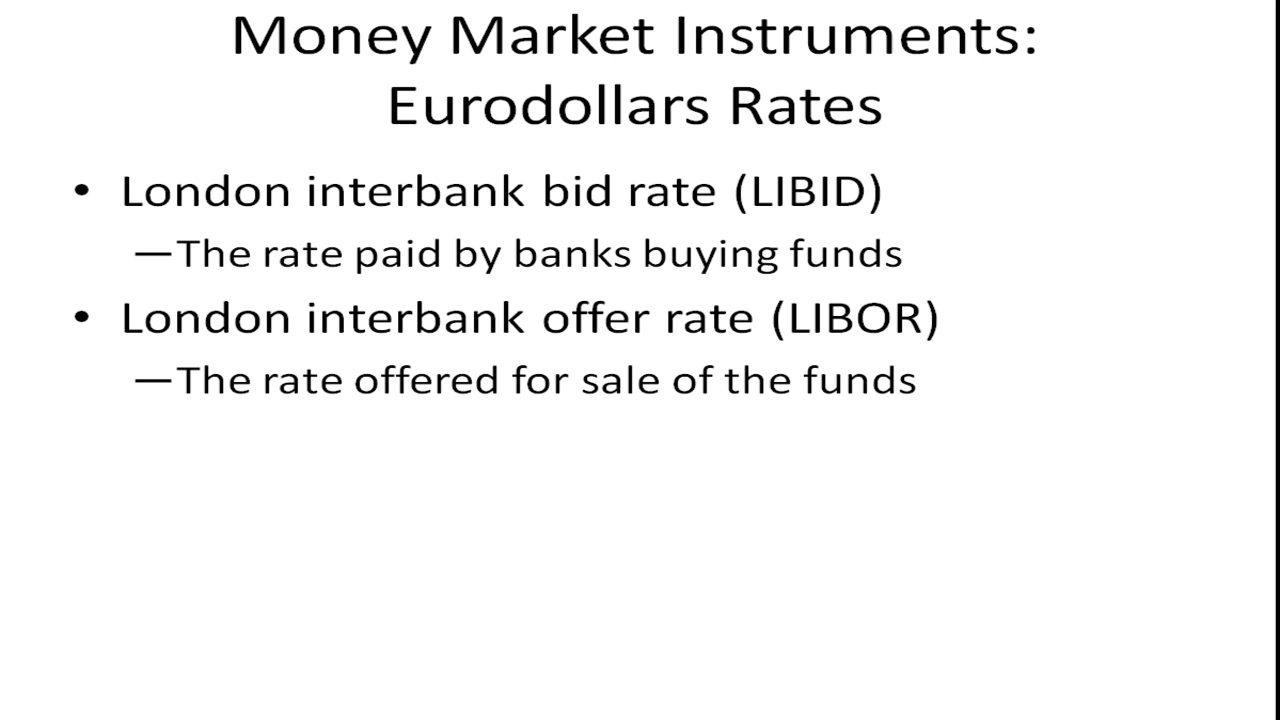 Money Market Instruments:
Eurodollars Rates
• London interbank bid rate (LIBID)
—The rate paid by banks buying funds
• London interbank offer rate (LIBOR)
—The rate offered for sale of the funds